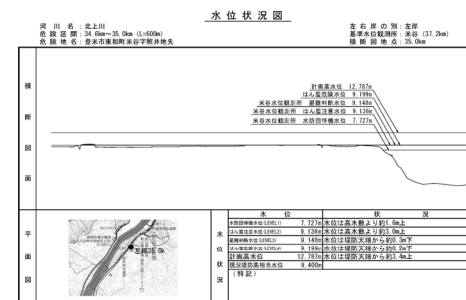 水位状況図
河川名：北上川
危険区間：34.6km～35.0km (L=600m)
危険地名：登米市東和町米谷字照井地先
左右岸の別：左岸
基準水位観測所：米谷 (37.2km)
横断図地点：35.0km
横断図面
計画高水位 12.787m
はん濫危険水位 9.199m
米谷水位観測所 避難判断水位 9.148m
米谷水位観測所 はん濫注意水位 9.136m
米谷水位観測所 水防団待機水位 7.727m
平面図
左岸35.0k
水位状況
水位 状況
水防団待機水位(LEVEL1) 7.727m 水位は高水敷より約1.6m上
はん濫注意水位(LEVEL2) 9.136m 水位は高水敷より約3.0m上
避難判断水位(LEVEL3) 9.148m 水位は堤防天端から約0.3m下
はん濫危険水位(LEVEL4) 9.199m 水位は堤防天端から約0.2m下
計画高水位 12.787m 水位は堤防天端から約3.4m上
現況堤防高相当水位 9.400m
(特記)